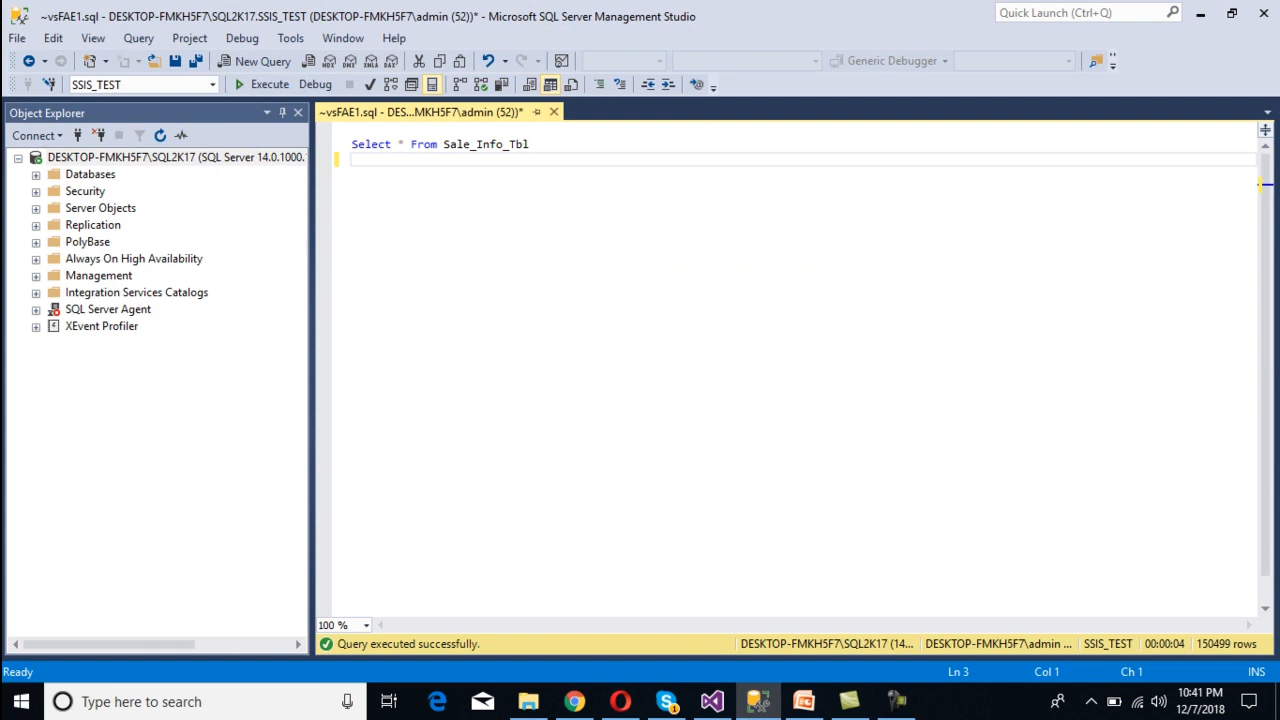 ~vsFAE1.sql - DESKTOP-FMKH5F7\SQL2K17.SSIS_TEST (DESKTOP-FMKH5F7\admin (52))* - Microsoft SQL Server Management Studio
Quick Launch (Ctrl+Q)
File Edit View Query Project Debug Tools Window Help
New Query
MDX DMX XMLA DAX
Generic Debugger
SSIS_TEST
Execute Debug
Object Explorer
~vsFAE1.sql - DES...MKH5F7\admin (52))*
Connect
Select * From Sale_Info_Tbl
DESKTOP-FMKH5F7\SQL2K17 (SQL Server 14.0.1000.
Databases
Security
Server Objects
Replication
PolyBase
Always On High Availability
Management
Integration Services Catalogs
SQL Server Agent
XEvent Profiler
100 %
Query executed successfully.
DESKTOP-FMKH5F7\SQL2K17 (14... DESKTOP-FMKH5F7\admin ... SSIS_TEST 00:00:04 150499 rows
Ready
Ln 3 Col 1 Ch 1 INS
Type here to search
10:41 PM
12/7/2018